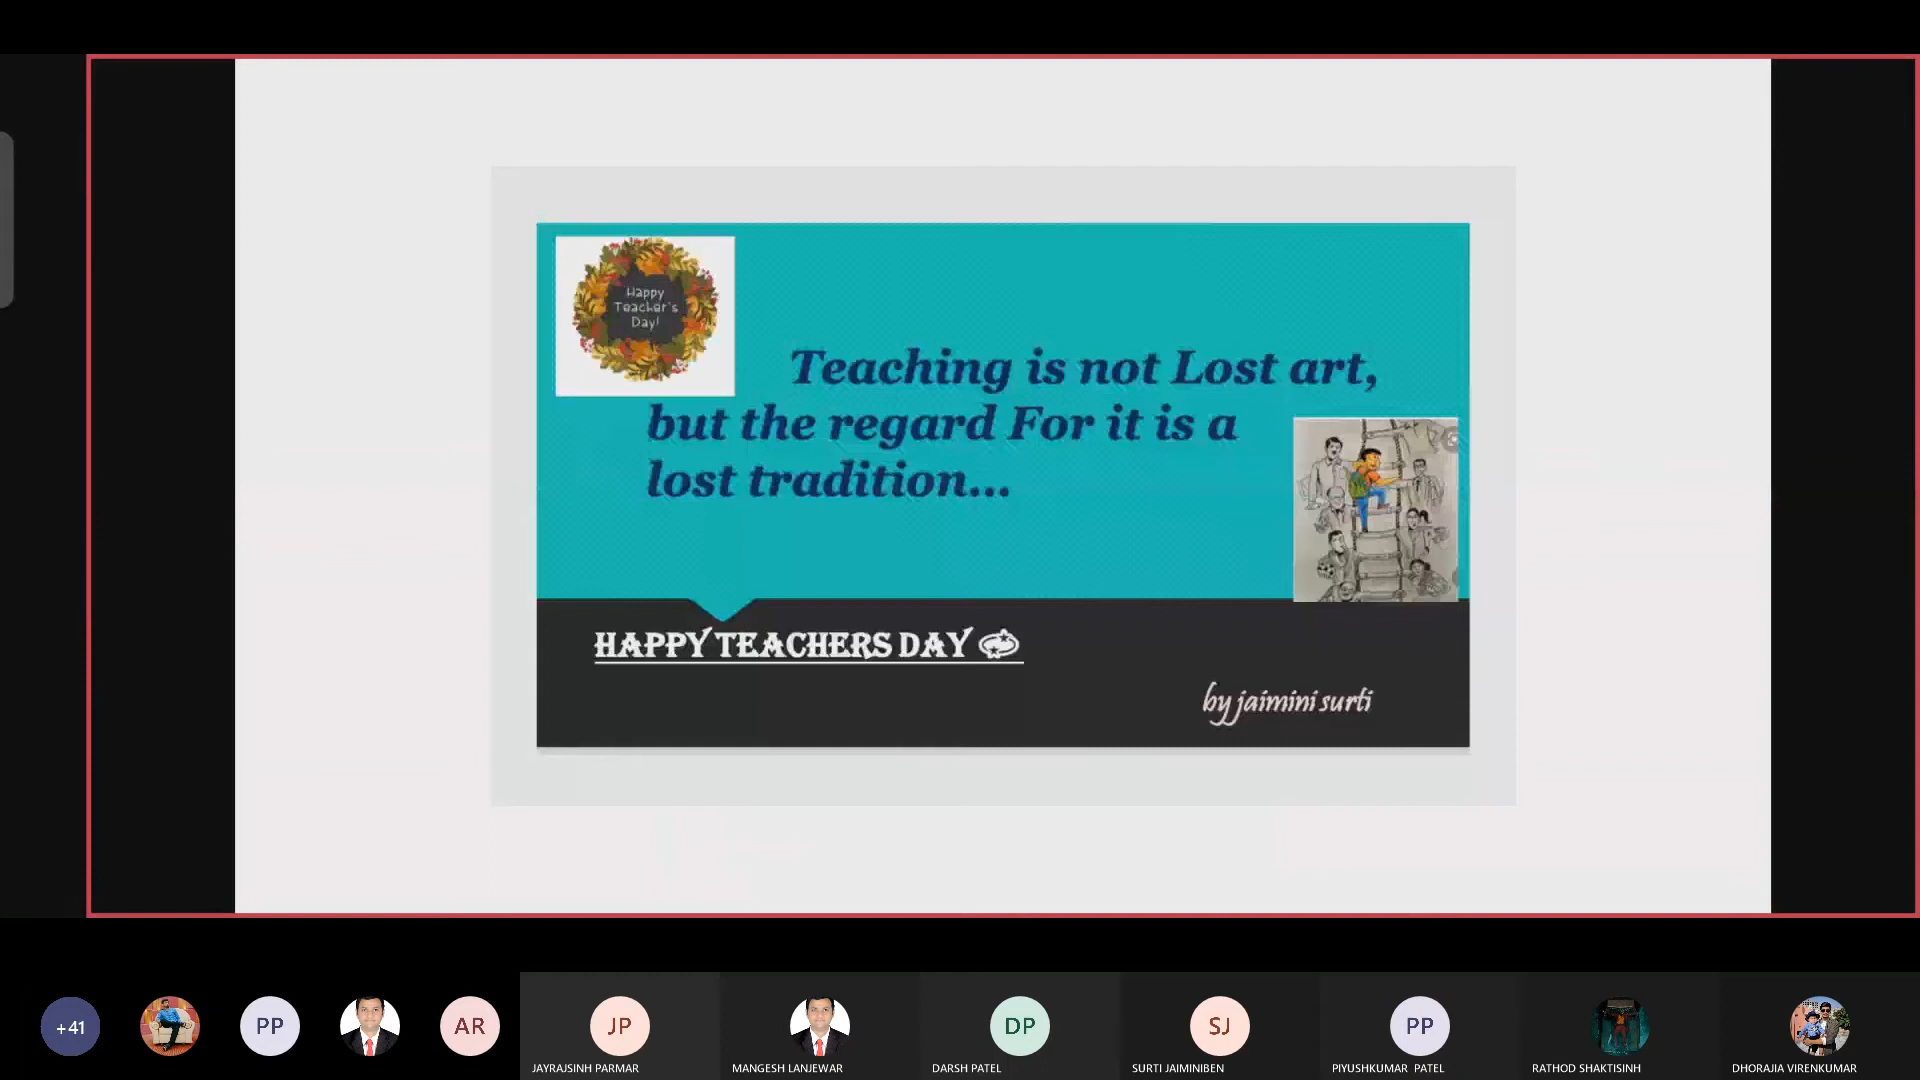 Happy
Teacher's
Day!
Teaching is not Lost art,
but the regard For it is a
lost tradition...
HAPPY TEACHERS DAY
by jaimini surti
+41
PP
AR
JP
DP
SJ
PP
JAYRAJSINH PARMAR
MANGESH LANJEWAR
DARSH PATEL
SURTI JAIMINIBEN
PIYUSHKUMAR PATEL
RATHOD SHAKTISINH
DHORAJIA VIRENKUMAR